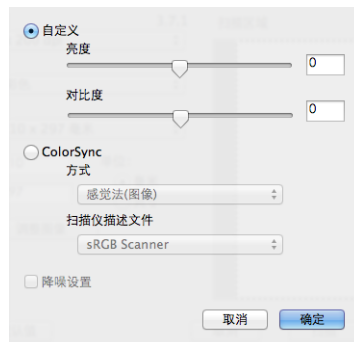 自定义
亮度
0
对比度
0
ColorSync
方式
感觉法(图像)
扫描仪描述文件
sRGB Scanner
降噪设置
取消
确定